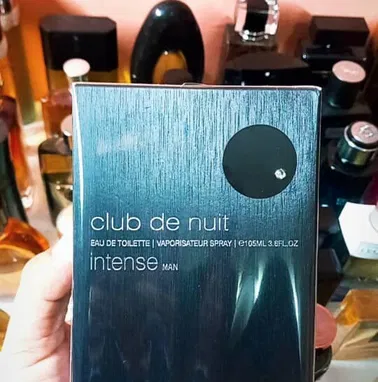 club de nuit
EAU DE TOILETTE | VAPORISATEUR SPRAY | ℮105ML 3.6FL.OZ
intense MAN